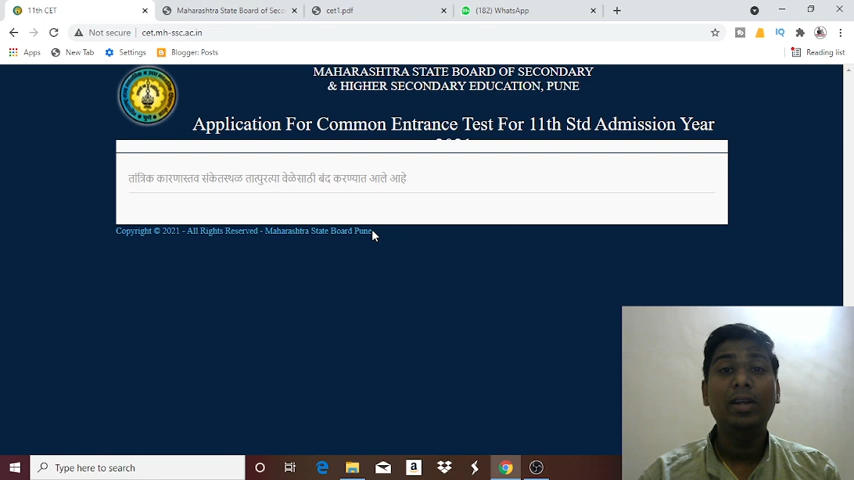 11th CET
Maharashtra State Board of Seco
cet1.pdf
(182) WhatsApp
Not secure
cet.mh-ssc.ac.in
Apps
New Tab
Settings
Blogger: Posts
Reading list
MAHARASHTRA STATE BOARD OF SECONDARY
& HIGHER SECONDARY EDUCATION, PUNE
Application For Common Entrance Test For 11th Std Admission Year
तांत्रिक कारणास्तव संकेतस्थळ तात्पुरत्या वेळेसाठी बंद करण्यात आले आहे
Copyright © 2021 - All Rights Reserved - Maharashtra State Board Pune
Type here to search